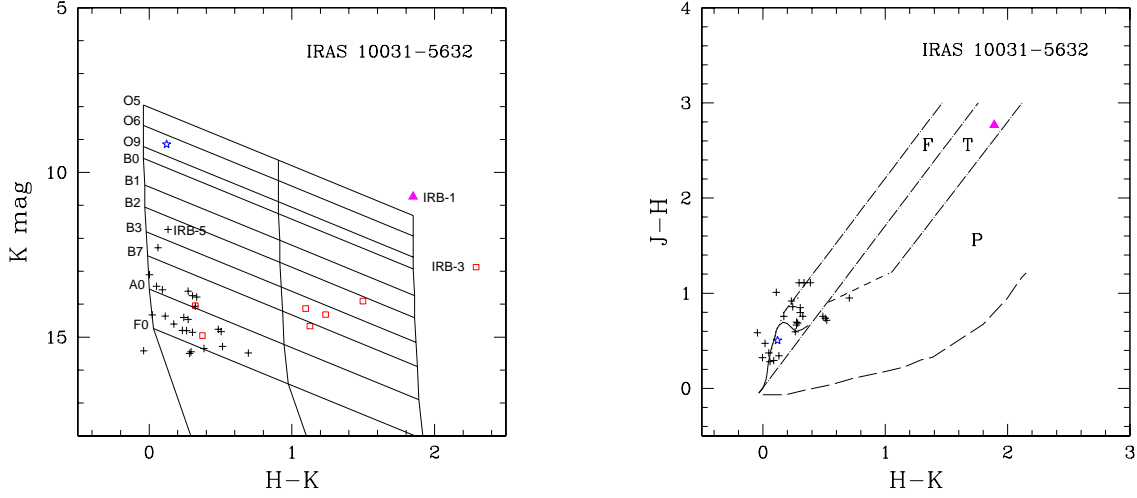 5
10
15
K mag
IRAS 10031−5632
O5
O6
O9
B0
B1
B2
B3
B7
A0
F0
IRB-1
IRB-5
IRB-3
0
1
2
H−K
4
3
2
1
0
J−H
IRAS 10031−5632
F
T
P
0
1
2
3
H−K